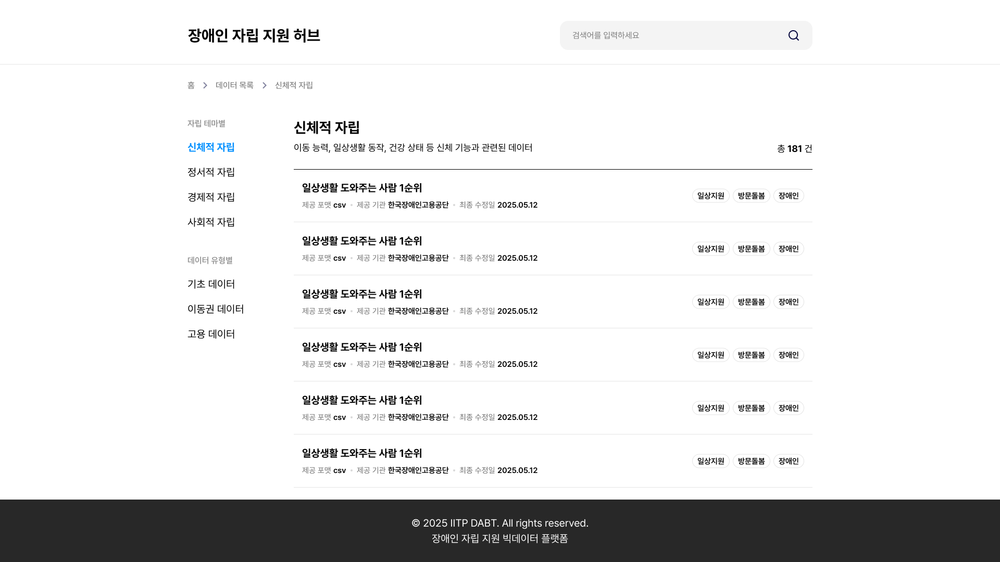 장애인 자립 지원 허브
검색어를 입력하세요
홈 > 데이터 목록 > 신체적 자립
자립 테마별
신체적 자립
정서적 자립
경제적 자립
사회적 자립
데이터 유형별
기초 데이터
이동권 데이터
고용 데이터
신체적 자립
이동 능력, 일상생활 동작, 건강 상태 등 신체 기능과 관련된 데이터
총 181 건
일상생활 도와주는 사람 1순위
제공 포맷 csv • 제공 기관 한국장애인고용공단 • 최종 수정일 2025.05.12
일상지원 방문돌봄 장애인
일상생활 도와주는 사람 1순위
제공 포맷 csv • 제공 기관 한국장애인고용공단 • 최종 수정일 2025.05.12
일상지원 방문돌봄 장애인
일상생활 도와주는 사람 1순위
제공 포맷 csv • 제공 기관 한국장애인고용공단 • 최종 수정일 2025.05.12
일상지원 방문돌봄 장애인
일상생활 도와주는 사람 1순위
제공 포맷 csv • 제공 기관 한국장애인고용공단 • 최종 수정일 2025.05.12
일상지원 방문돌봄 장애인
일상생활 도와주는 사람 1순위
제공 포맷 csv • 제공 기관 한국장애인고용공단 • 최종 수정일 2025.05.12
일상지원 방문돌봄 장애인
일상생활 도와주는 사람 1순위
제공 포맷 csv • 제공 기관 한국장애인고용공단 • 최종 수정일 2025.05.12
일상지원 방문돌봄 장애인
© 2025 IITP DABT. All rights reserved.
장애인 자립 지원 빅데이터 플랫폼